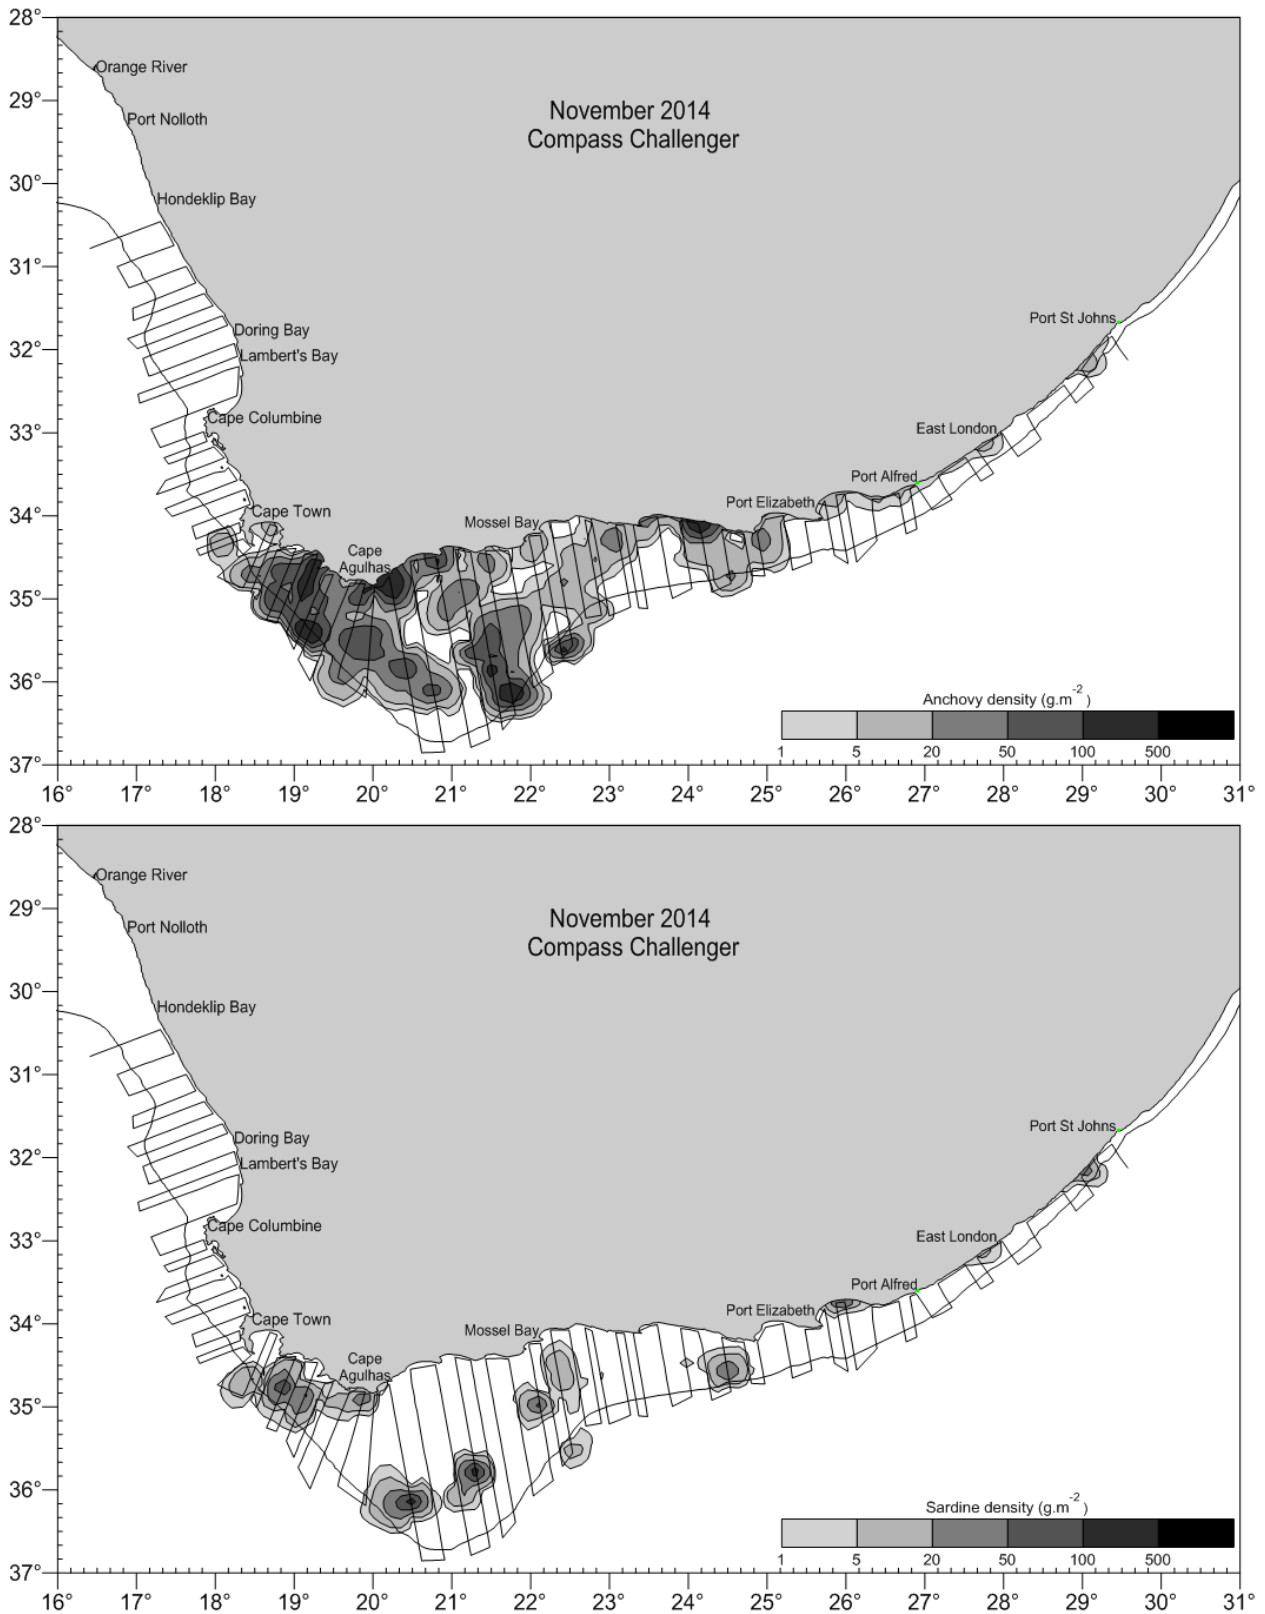 28°
Orange River
29°
November 2014
Port Nolloth
Compass Challenger
30°
Hondeklip Bay
31°
Port St Johns
Doring Bay
32°
Lambert's Bay
Cape Columbine
East London
33°
Port Alfred
Port Elizabeth
Cape Town
Mossel Bay
34°
Cape
Agulhas
35°
36°
Anchovy density (g.m-2)
1 5 20 50 100 500
37°
16° 17° 18° 19° 20° 21° 22° 23° 24° 25° 26° 27° 28° 29° 30° 31°
28°
Orange River
29°
November 2014
Port Nolloth
Compass Challenger
30°
Hondeklip Bay
31°
Port St Johns
Doring Bay
32°
Lambert's Bay
Cape Columbine
East London
33°
Port Alfred
Port Elizabeth
Cape Town
Mossel Bay
34°
Cape
Agulhas
35°
36°
Sardine density (g.m-2)
1 5 20 50 100 500
37°
16° 17° 18° 19° 20° 21° 22° 23° 24° 25° 26° 27° 28° 29° 30° 31°